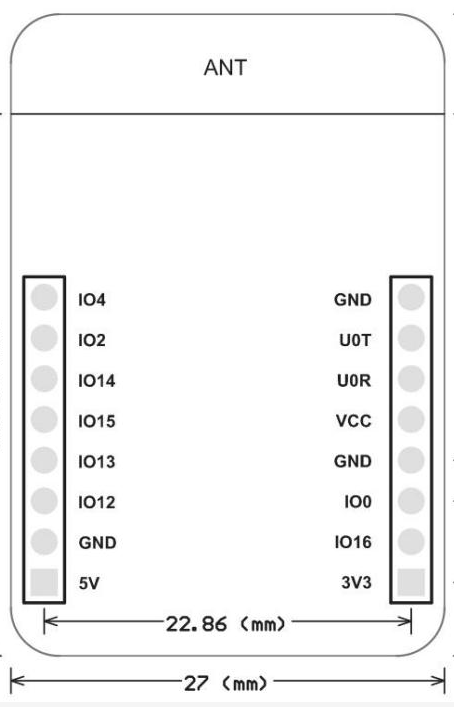 ANT
IO4 GND
IO2 U0T
IO14 U0R
IO15 VCC
IO13 GND
IO12 IO0
GND IO16
5V 3V3
22.86 (mm)
27 (mm)